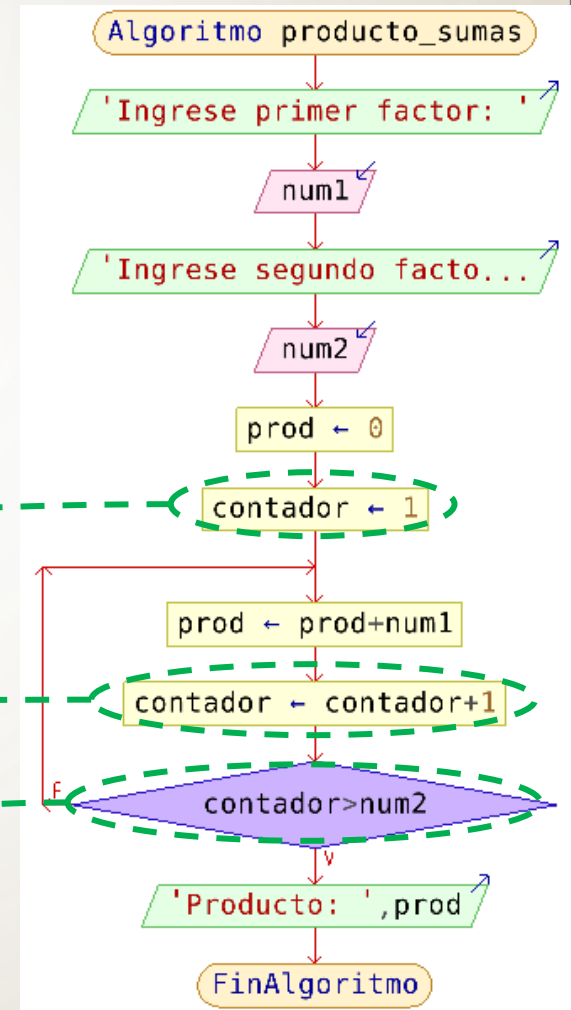 Algoritmo producto_sumas
'Ingrese primer factor: '
num1
'Ingrese segundo facto...
num2
prod ← 0
contador ← 1
prod ← prod+num1
contador ← contador+1
F
contador>num2
V
'Producto: ',prod
FinAlgoritmo